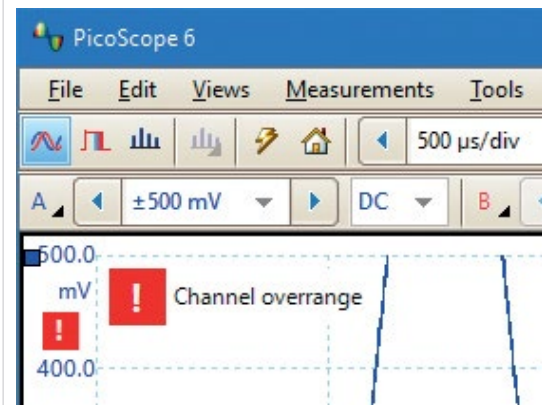 PicoScope 6
File Edit Views Measurements Tools
500 µs/div
A ±500 mV DC B
500.0
! Channel overrange
mV
!
400.0